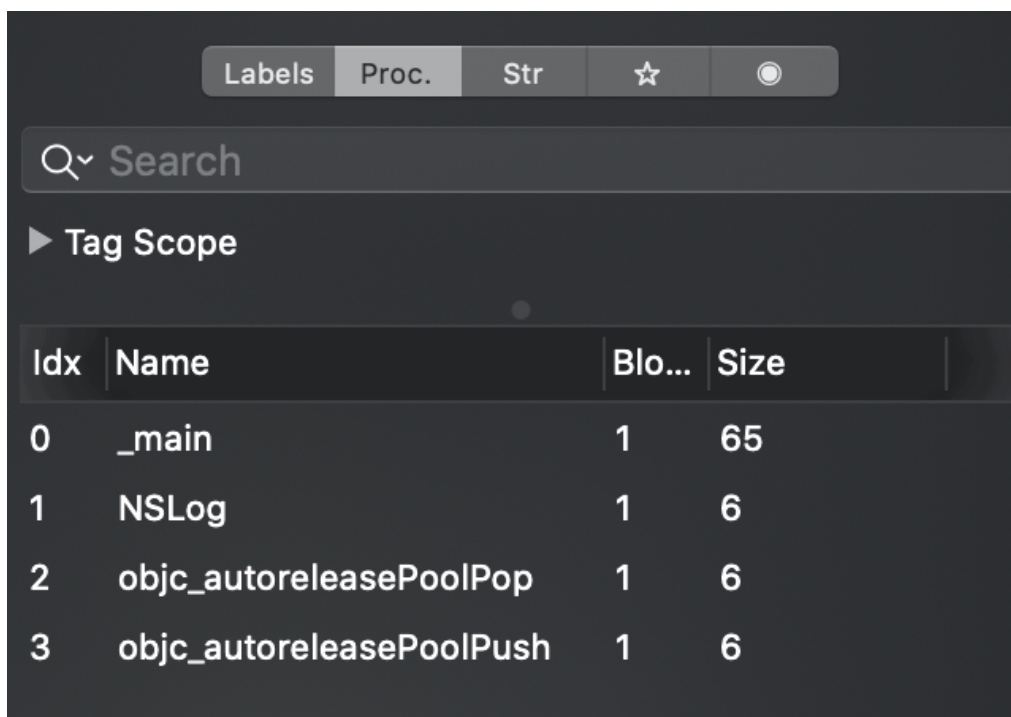 Labels Proc. Str
Search
Tag Scope
Idx Name Blo... Size
0 _main 1 65
1 NSLog 1 6
2 objc_autoreleasePoolPop 1 6
3 objc_autoreleasePoolPush 1 6